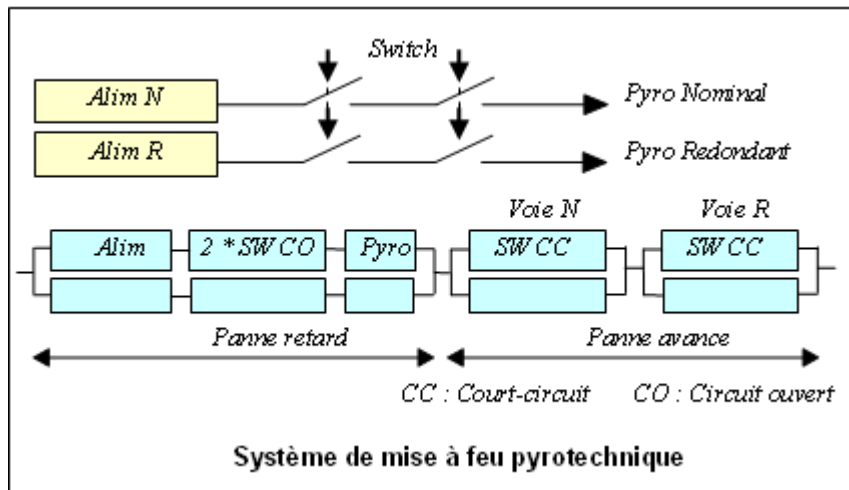 Switch
Alim N
Pyro Nominal
Alim R
Pyro Redondant
Voie N
Voie R
Alim
2 * SW CO
Pyro
SW CC
SW CC
Panne retard
Panne avance
CC : Court-circuit
CO : Circuit ouvert
Système de mise à feu pyrotechnique